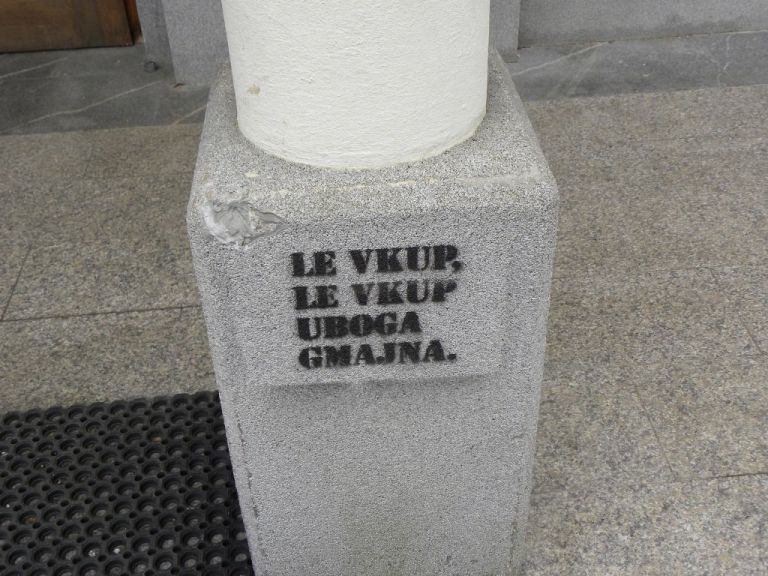 LE VKUP,
LE VKUP
UBOGA
GMAJNA.